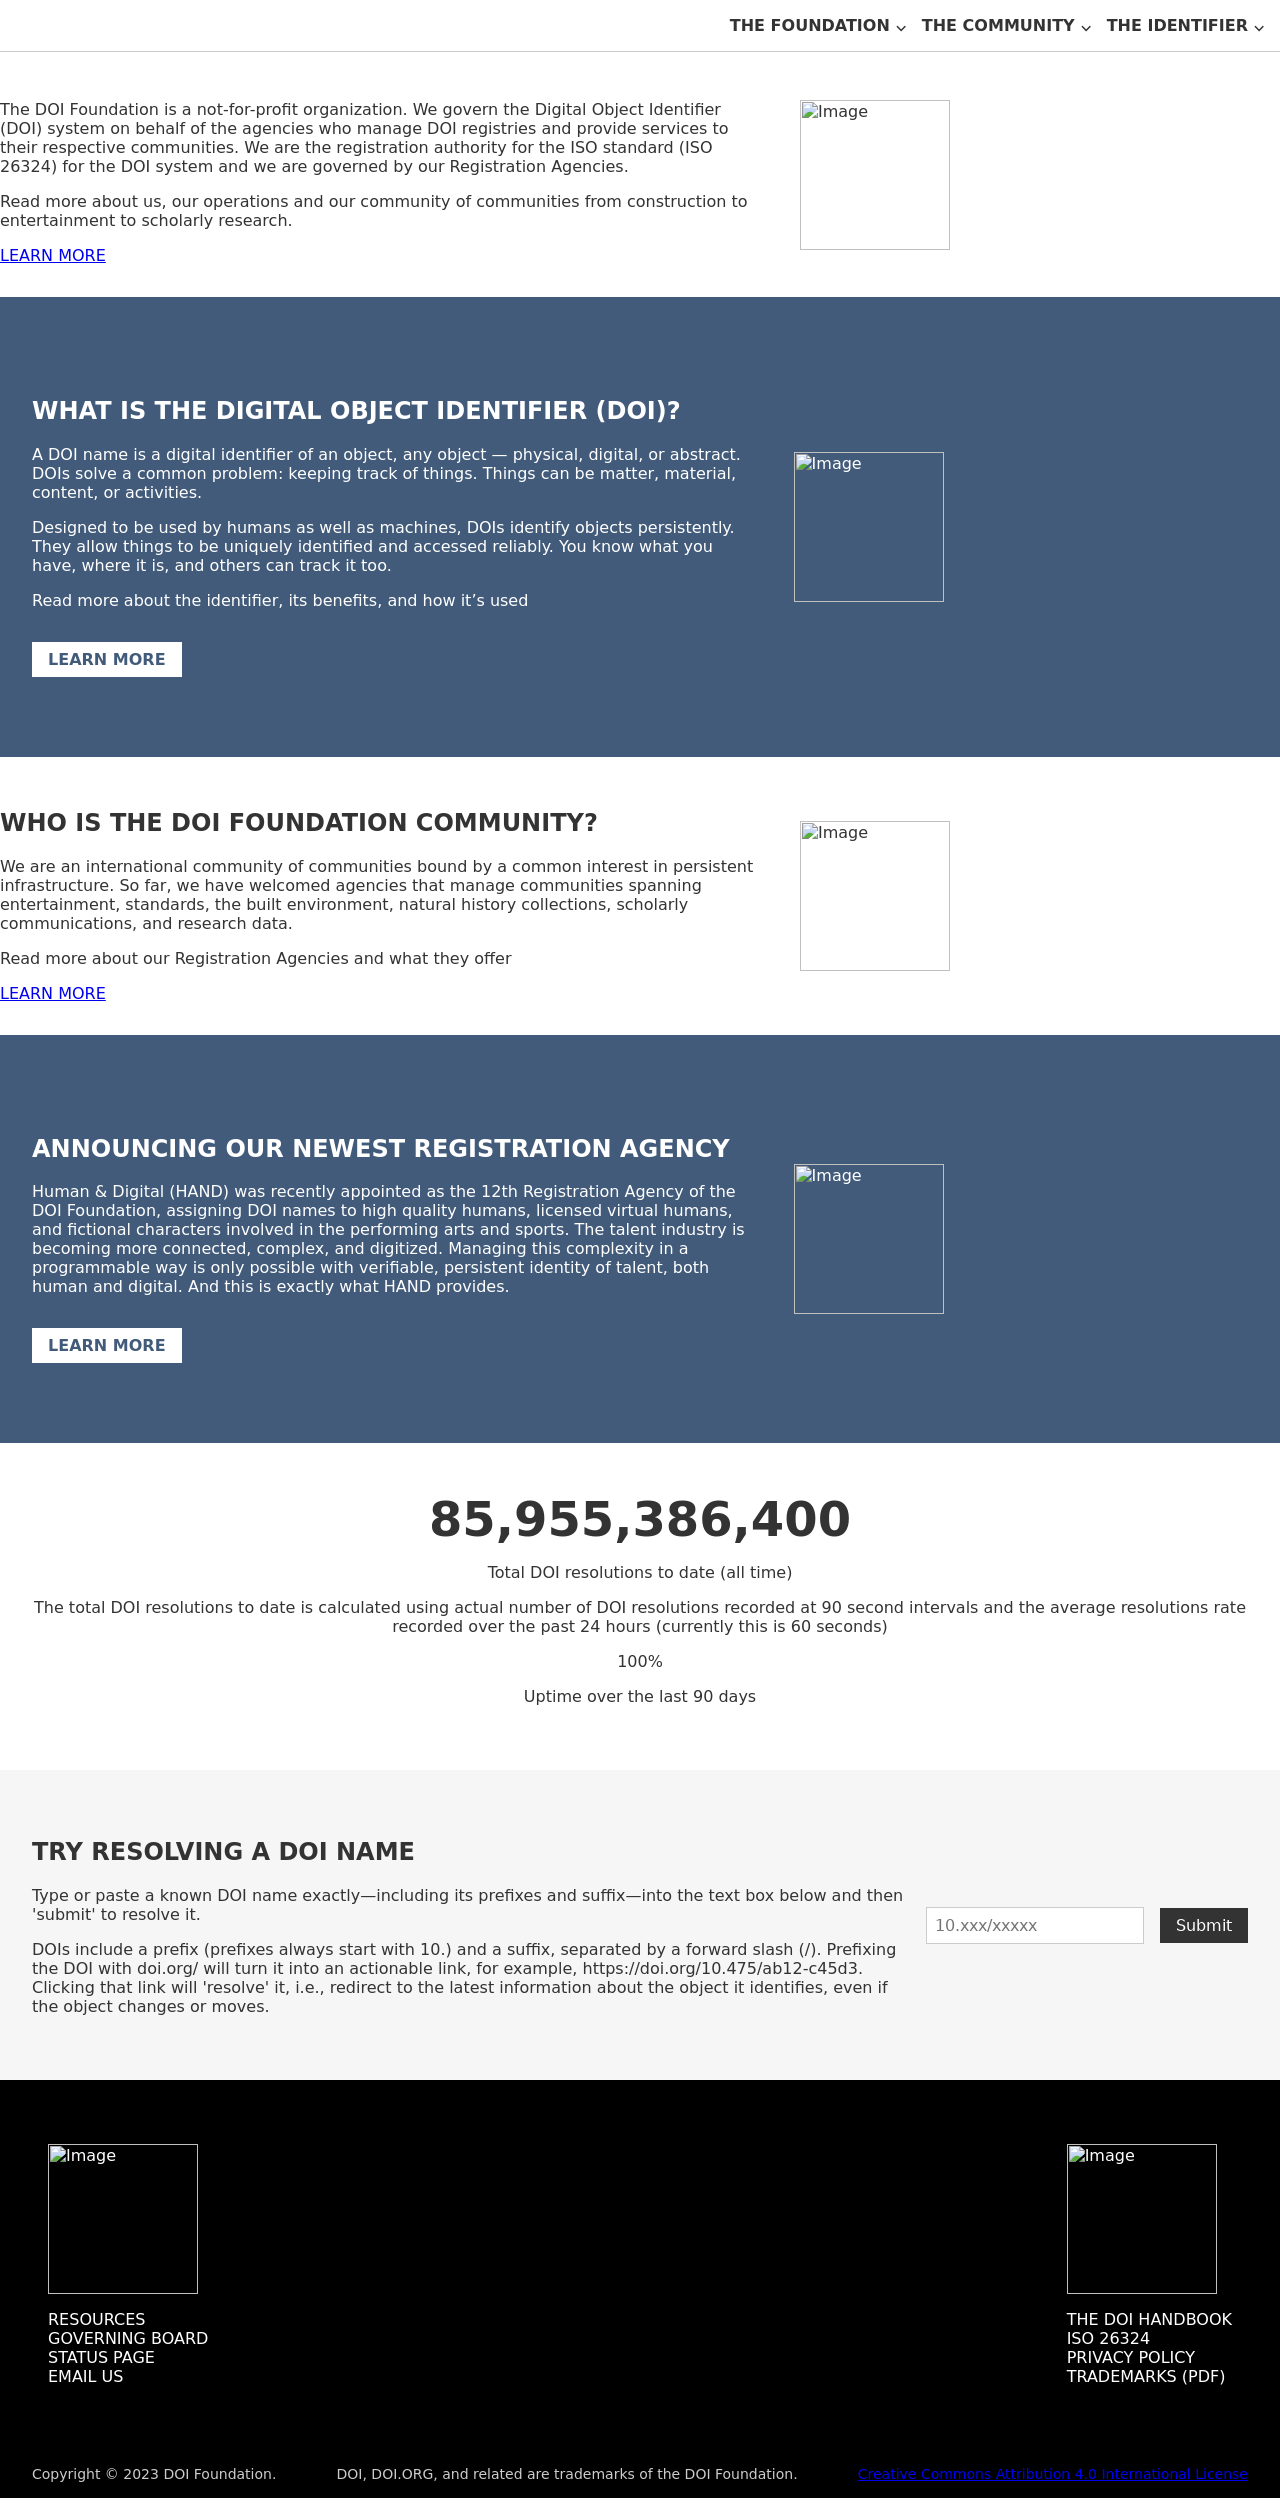 THE FOUNDATION THE COMMUNITY THE IDENTIFIER
The DOI Foundation is a not-for-profit organization. We govern the Digital Object Identifier
(DOI) system on behalf of the agencies who manage DOI registries and provide services to
their respective communities. We are the registration authority for the ISO standard (ISO
26324) for the DOI system and we are governed by our Registration Agencies.
Read more about us, our operations and our community of communities from construction to
entertainment to scholarly research.
LEARN MORE
Image
WHAT IS THE DIGITAL OBJECT IDENTIFIER (DOI)?
A DOI name is a digital identifier of an object, any object — physical, digital, or abstract.
DOIs solve a common problem: keeping track of things. Things can be matter, material,
content, or activities.
Designed to be used by humans as well as machines, DOIs identify objects persistently.
They allow things to be uniquely identified and accessed reliably. You know what you
have, where it is, and others can track it too.
Read more about the identifier, its benefits, and how it’s used
LEARN MORE
Image
WHO IS THE DOI FOUNDATION COMMUNITY?
We are an international community of communities bound by a common interest in persistent
infrastructure. So far, we have welcomed agencies that manage communities spanning
entertainment, standards, the built environment, natural history collections, scholarly
communications, and research data.
Read more about our Registration Agencies and what they offer
LEARN MORE
Image
ANNOUNCING OUR NEWEST REGISTRATION AGENCY
Human & Digital (HAND) was recently appointed as the 12th Registration Agency of the
DOI Foundation, assigning DOI names to high quality humans, licensed virtual humans,
and fictional characters involved in the performing arts and sports. The talent industry is
becoming more connected, complex, and digitized. Managing this complexity in a
programmable way is only possible with verifiable, persistent identity of talent, both
human and digital. And this is exactly what HAND provides.
LEARN MORE
Image
85,955,386,400
Total DOI resolutions to date (all time)
The total DOI resolutions to date is calculated using actual number of DOI resolutions recorded at 90 second intervals and the average resolutions rate
recorded over the past 24 hours (currently this is 60 seconds)
100%
Uptime over the last 90 days
TRY RESOLVING A DOI NAME
Type or paste a known DOI name exactly—including its prefixes and suffix—into the text box below and then
'submit' to resolve it.
DOIs include a prefix (prefixes always start with 10.) and a suffix, separated by a forward slash (/). Prefixing
the DOI with doi.org/ will turn it into an actionable link, for example, https://doi.org/10.475/ab12-c45d3.
Clicking that link will 'resolve' it, i.e., redirect to the latest information about the object it identifies, even if
the object changes or moves.
10.xxx/xxxxx
Submit
Image
RESOURCES
GOVERNING BOARD
STATUS PAGE
EMAIL US
Image
THE DOI HANDBOOK
ISO 26324
PRIVACY POLICY
TRADEMARKS (PDF)
Copyright © 2023 DOI Foundation.
DOI, DOI.ORG, and related are trademarks of the DOI Foundation.
Creative Commons Attribution 4.0 International License